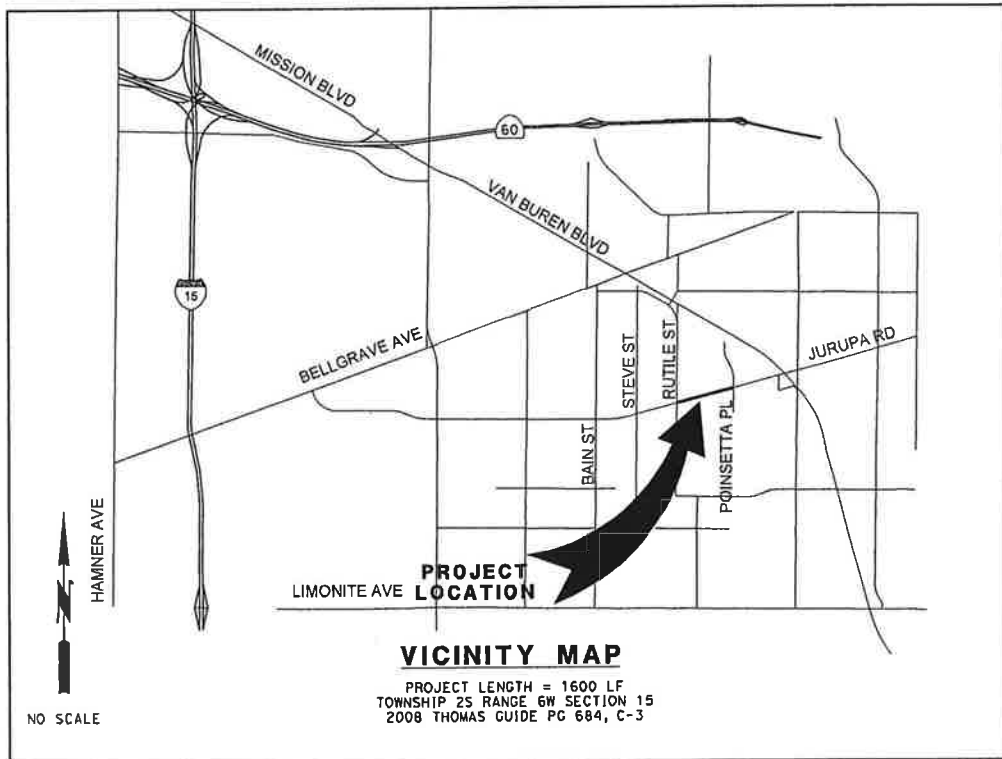 MISSION BLVD
60
VAN BUREN BLVD
15
BELLGRAVE AVE
STEVE ST
RUTILE ST
JURUPA RD
BAIN ST
POINSETTA PL
HAMNER AVE
LIMONITE AVE
PROJECT
LOCATION
N
NO SCALE
VICINITY MAP
PROJECT LENGTH = 1600 LF
TOWNSHIP 2S RANGE 6W SECTION 15
2008 THOMAS GUIDE PG 684, C-3